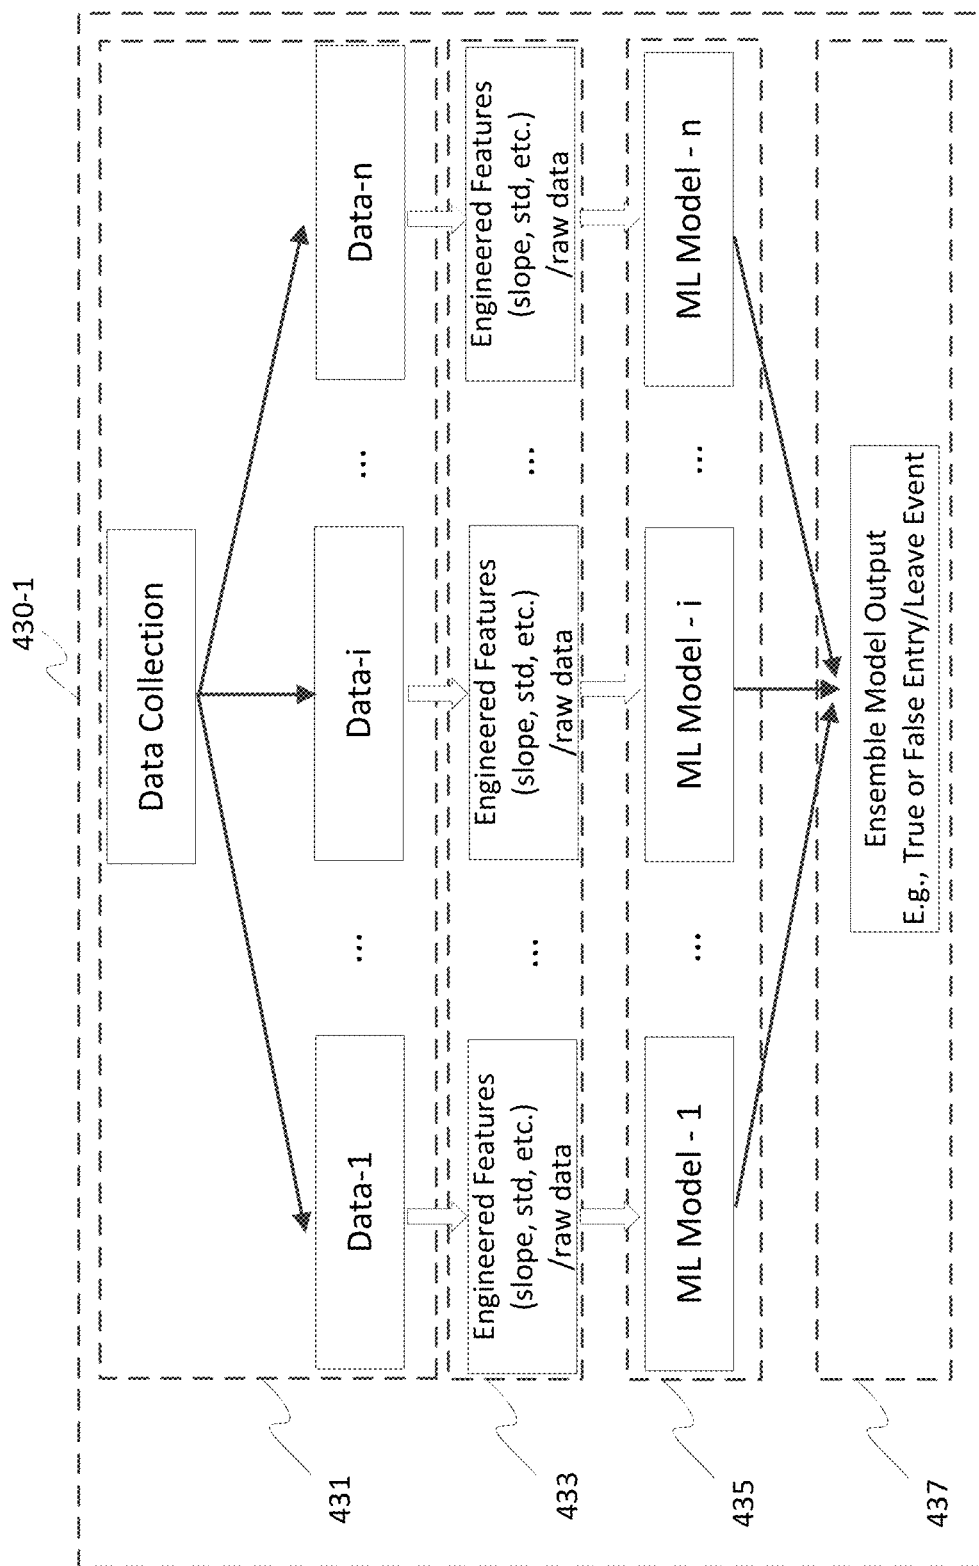 430-1
Data Collection
Data-1
...
Data-i
...
Data-n
431
Engineered Features
(slope, std, etc.)
/raw data
...
Engineered Features
(slope, std, etc.)
/raw data
...
Engineered Features
(slope, std, etc.)
/raw data
433
ML Model - 1
...
ML Model - i
...
ML Model - n
435
Ensemble Model Output
E.g., True or False Entry/Leave Event
437